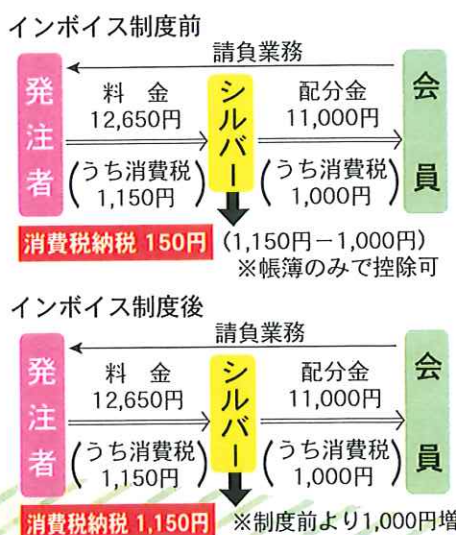 インボイス制度前
請負業務
発注者
料 金
12,650円
(うち消費税
1,150円)
シルバー
配分金
11,000円
(うち消費税
1,000円)
会員
消費税納税 150円 (1,150円－1,000円)
※帳簿のみで控除可
インボイス制度後
請負業務
発注者
料 金
12,650円
(うち消費税
1,150円)
シルバー
配分金
11,000円
(うち消費税
1,000円)
会員
消費税納税 1,150円 ※制度前より1,000円増